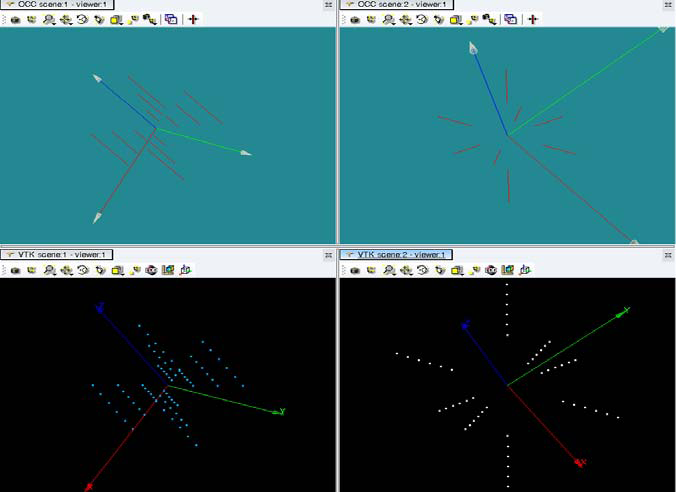 OCC scene:1 - viewer:1
OCC scene:2 - viewer:1
VTK scene:1 - viewer:1
VTK scene:2 - viewer:1
Z
Y
Y